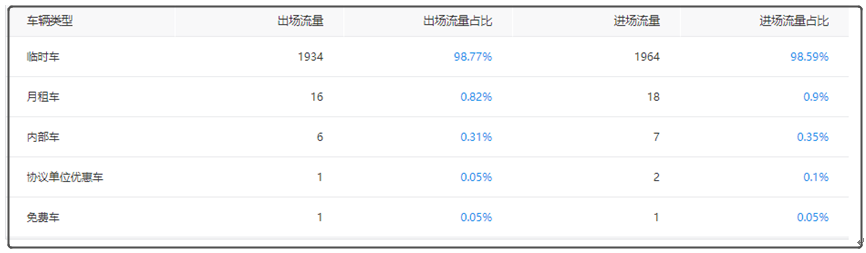 车辆类型 出场流量 出场流量占比 进场流量 进场流量占比
临时车 1934 98.77% 1964 98.59%
月租车 16 0.82% 18 0.9%
内部车 6 0.31% 7 0.35%
协议单位优惠车 1 0.05% 2 0.1%
免费车 1 0.05% 1 0.05%